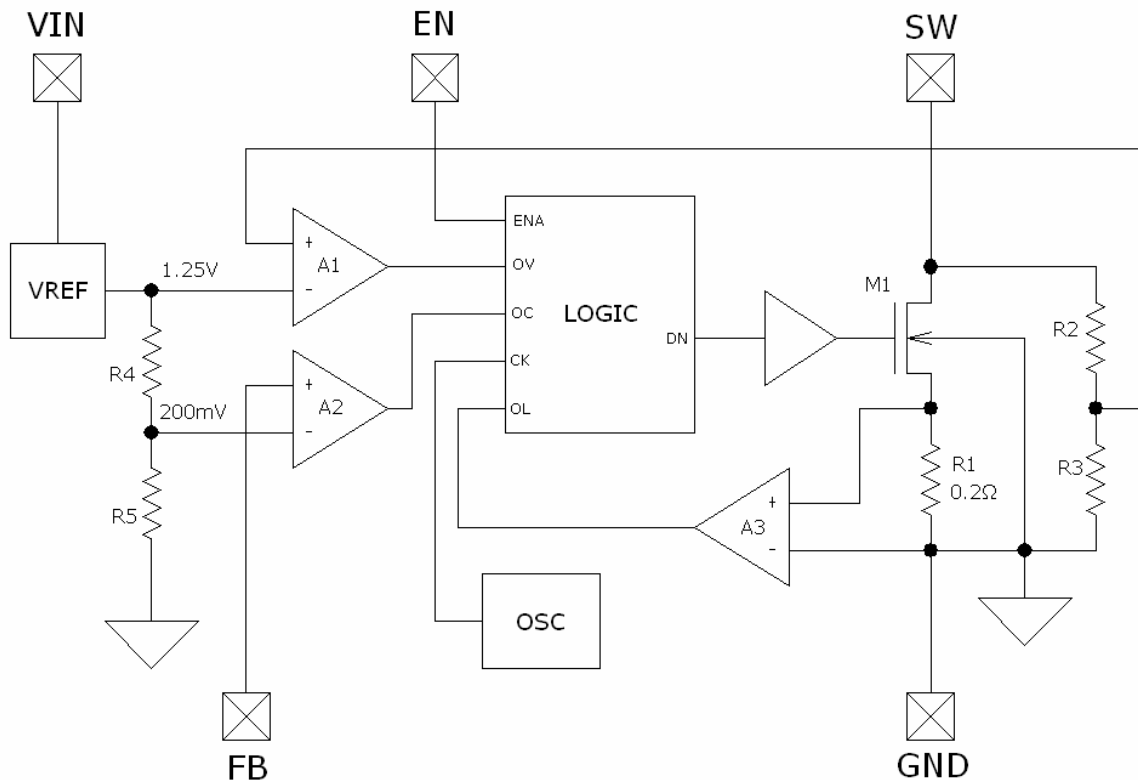 VIN
EN
SW
ENA
+
A1
-
OV
1.25V
VREF
M1
OC
LOGIC
R2
DN
CK
R4
+
A2
-
200mV
OL
R1
0.2Ω
R3
R5
+
A3
-
OSC
FB
GND